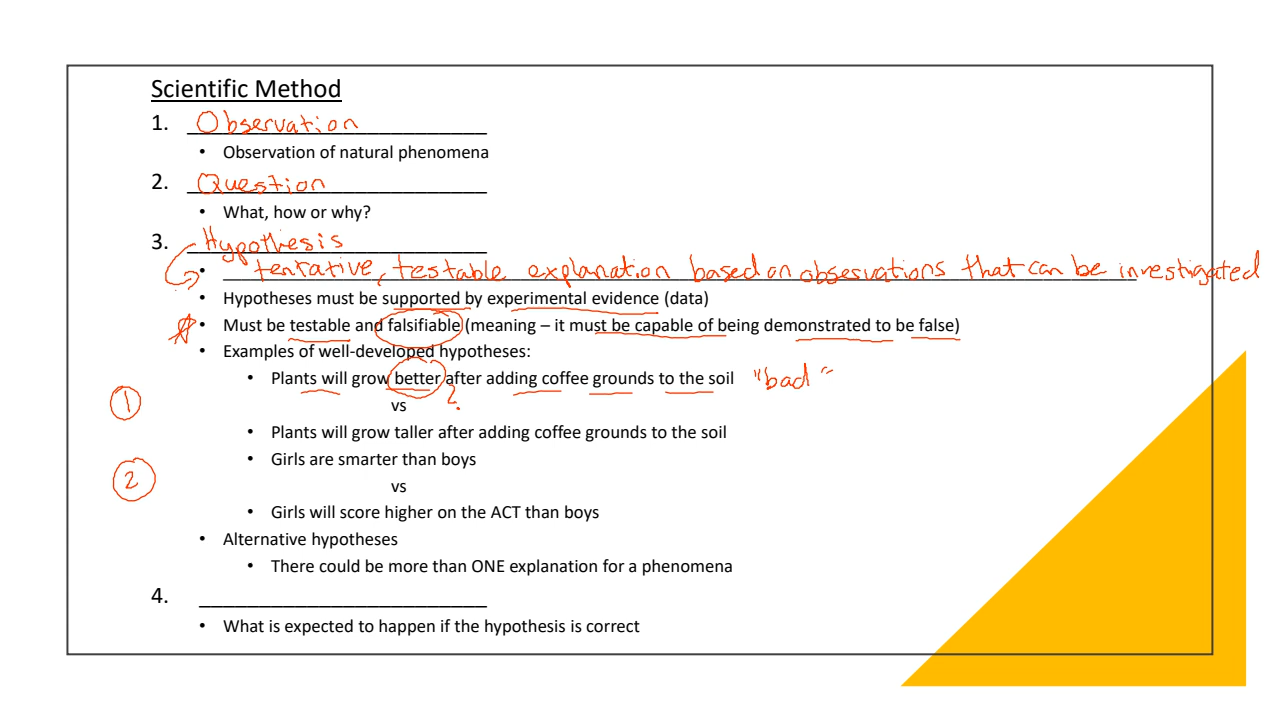 Scientific Method
1. Observation
• Observation of natural phenomena
2. Question
• What, how or why?
3. Hypothesis
• tentative, testable explanation based on observations that can be investigated
• Hypotheses must be supported by experimental evidence (data)
• Must be testable and falsifiable (meaning – it must be capable of being demonstrated to be false)
• Examples of well-developed hypotheses:
• Plants will grow better after adding coffee grounds to the soil "bad"
1 vs ?
• Plants will grow taller after adding coffee grounds to the soil
• Girls are smarter than boys
2 vs
• Girls will score higher on the ACT than boys
• Alternative hypotheses
• There could be more than ONE explanation for a phenomena
4. ________________________
• What is expected to happen if the hypothesis is correct